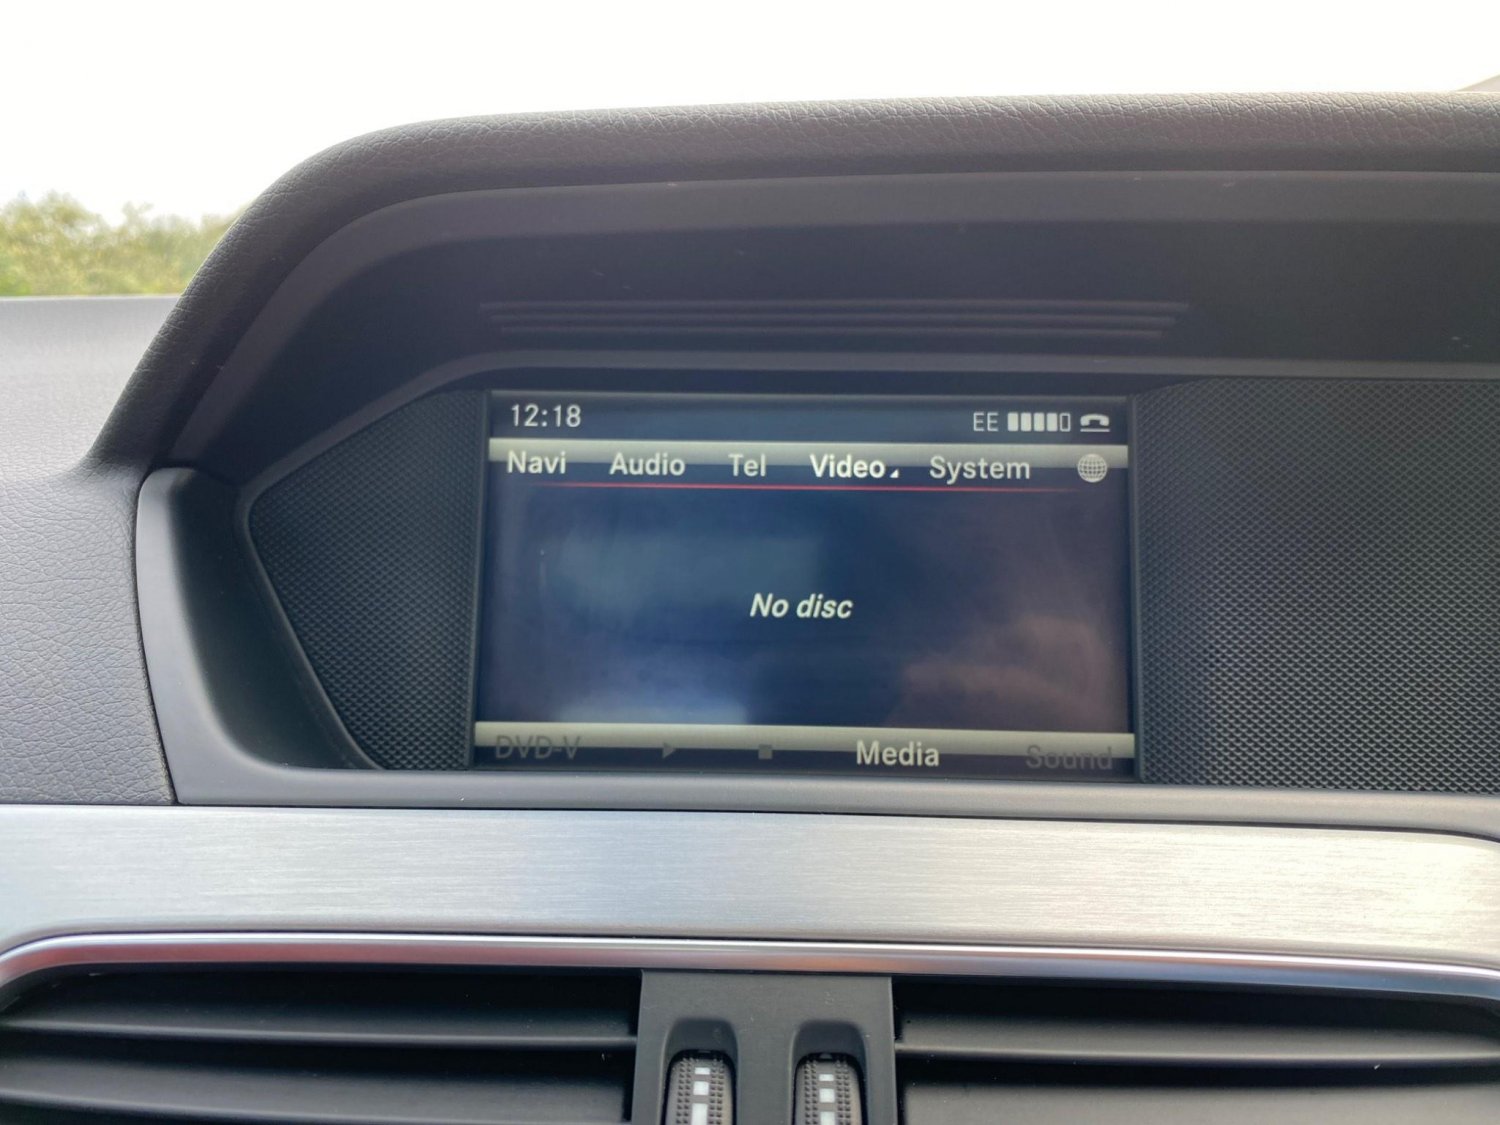 12:18 EE
Navi Audio Tel Video System
No disc
DVD-V Media Sound